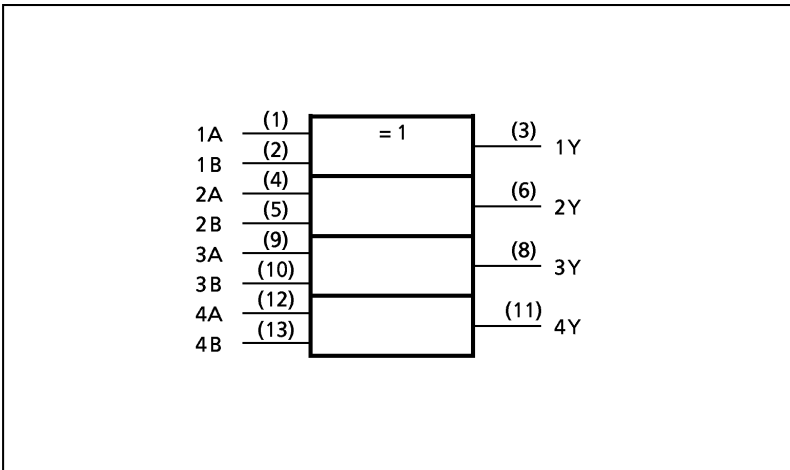 (1)
1A = 1 (3)
(2) 1Y
1B
(4)
2A (6)
(5) 2Y
2B
(9)
3A (8)
(10) 3Y
3B
(12)
4A (11)
(13) 4Y
4B